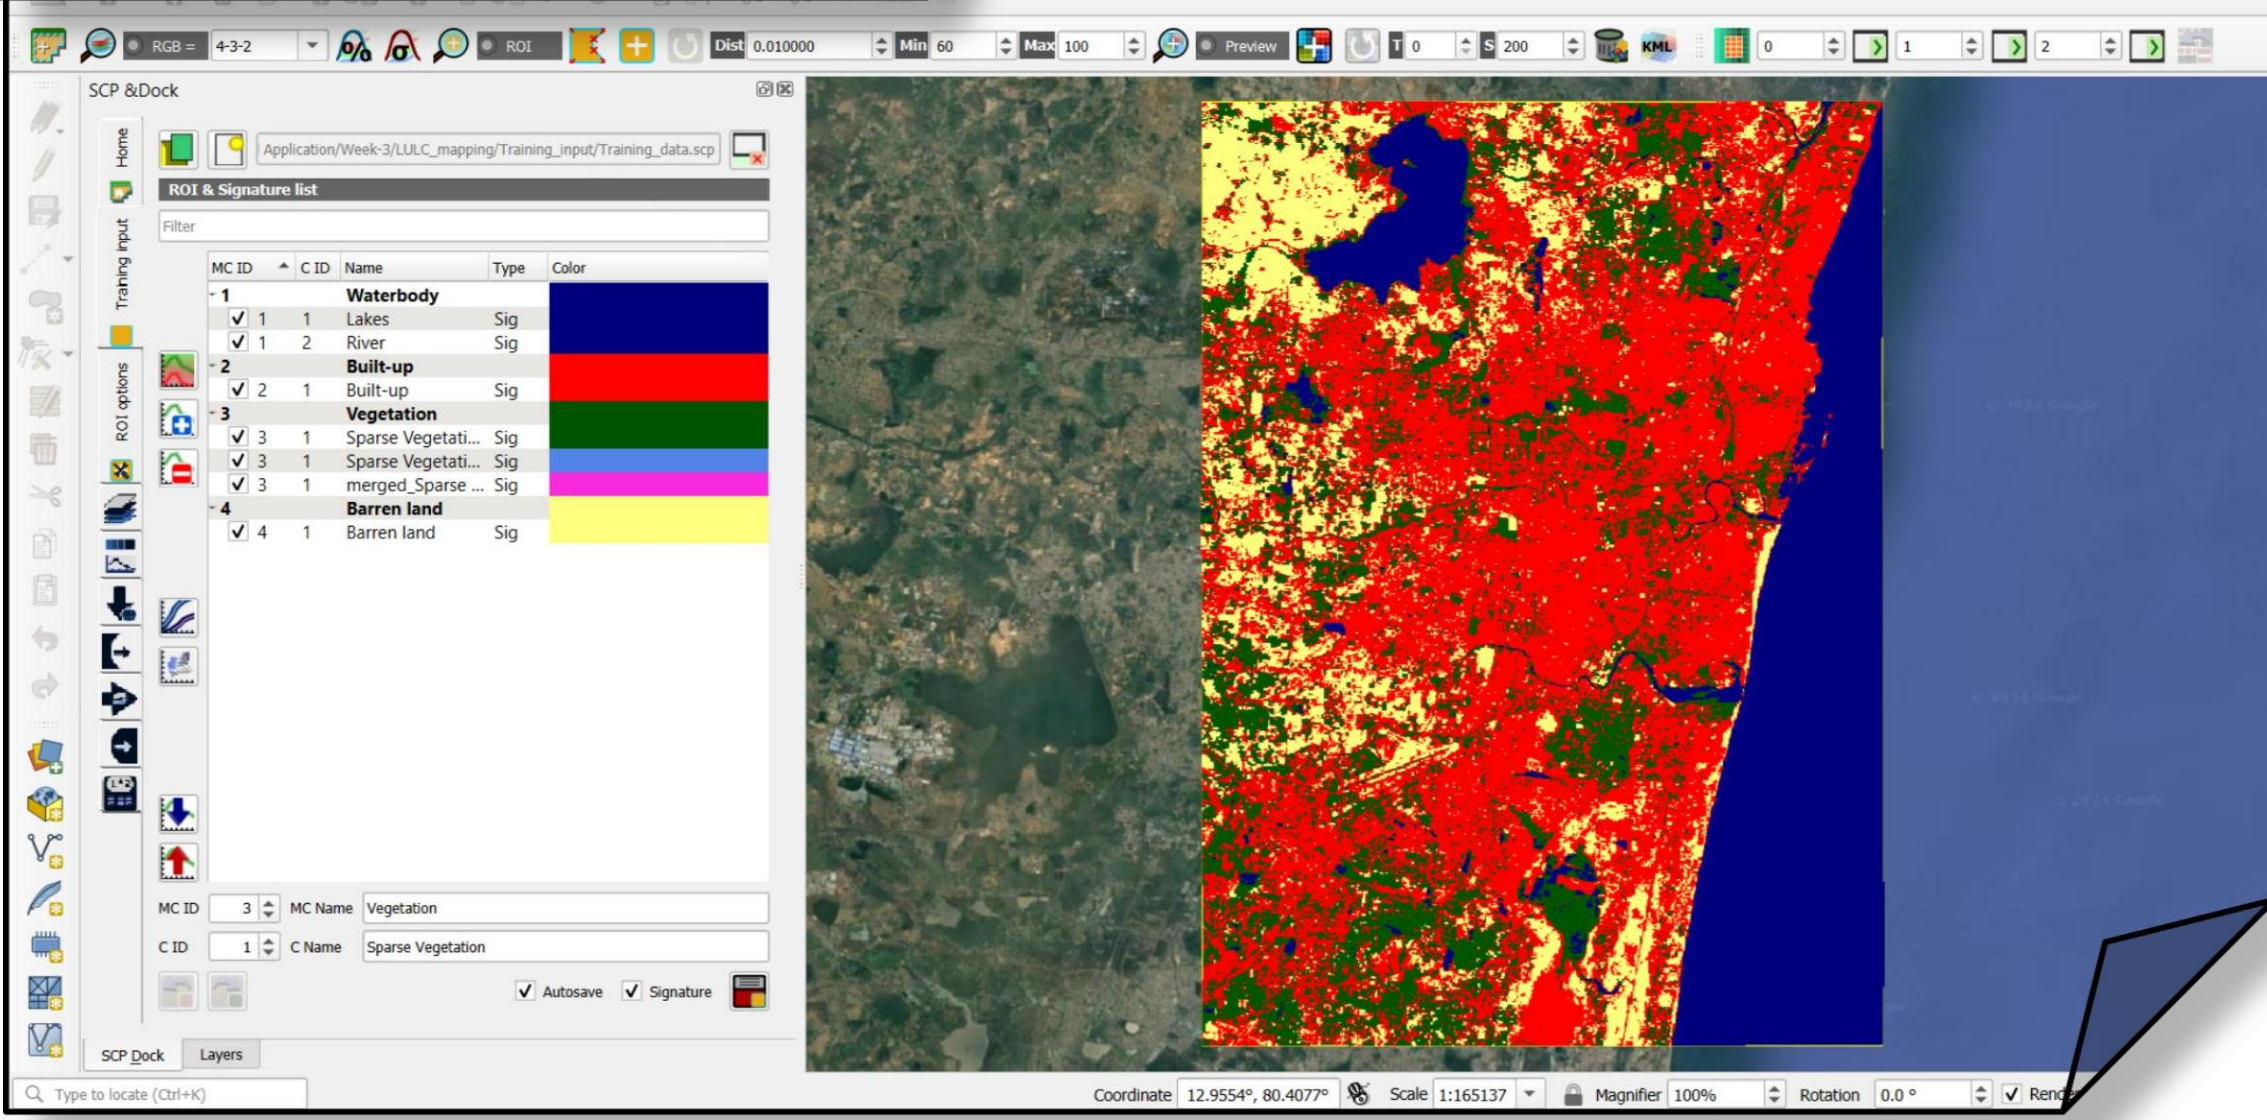 RGB = 4-3-2 ROI Dist 0.010000 Min 60 Max 100 Preview T 0 S 200 KML 0 1 2
SCP &Dock
Home
Training input
ROI options
Application/Week-3/LULC_mapping/Training_input/Training_data.scp
ROI & Signature list
Filter
MC ID C ID Name Type Color
1 Waterbody
1 1 Lakes Sig
1 2 River Sig
2 Built-up
2 1 Built-up Sig
3 Vegetation
3 1 Sparse Vegetati... Sig
3 1 Sparse Vegetati... Sig
3 1 merged_Sparse ... Sig
4 Barren land
4 1 Barren land Sig
MC ID 3 MC Name Vegetation
C ID 1 C Name Sparse Vegetation
Autosave Signature
SCP Dock Layers
Type to locate (Ctrl+K) Coordinate 12.9554°, 80.4077° Scale 1:165137 Magnifier 100% Rotation 0.0 °